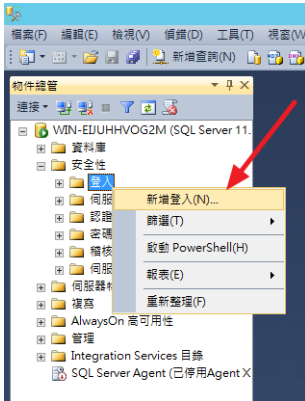 檔案(F) 編輯(E) 檢視(V) 偵錯(D) 工具(T) 視窗(W
新增查詢(N)
物件總管
連接
WIN-EIJUHHVOG2M (SQL Server 11.
資料庫
安全性
登入
伺服
認證
密碼
稽核
伺服
伺服器
複寫
AlwaysOn 高可用性
管理
Integration Services 目錄
SQL Server Agent (已停用Agent X
新增登入(N)...
篩選(T)
啟動 PowerShell(H)
報表(E)
重新整理(F)